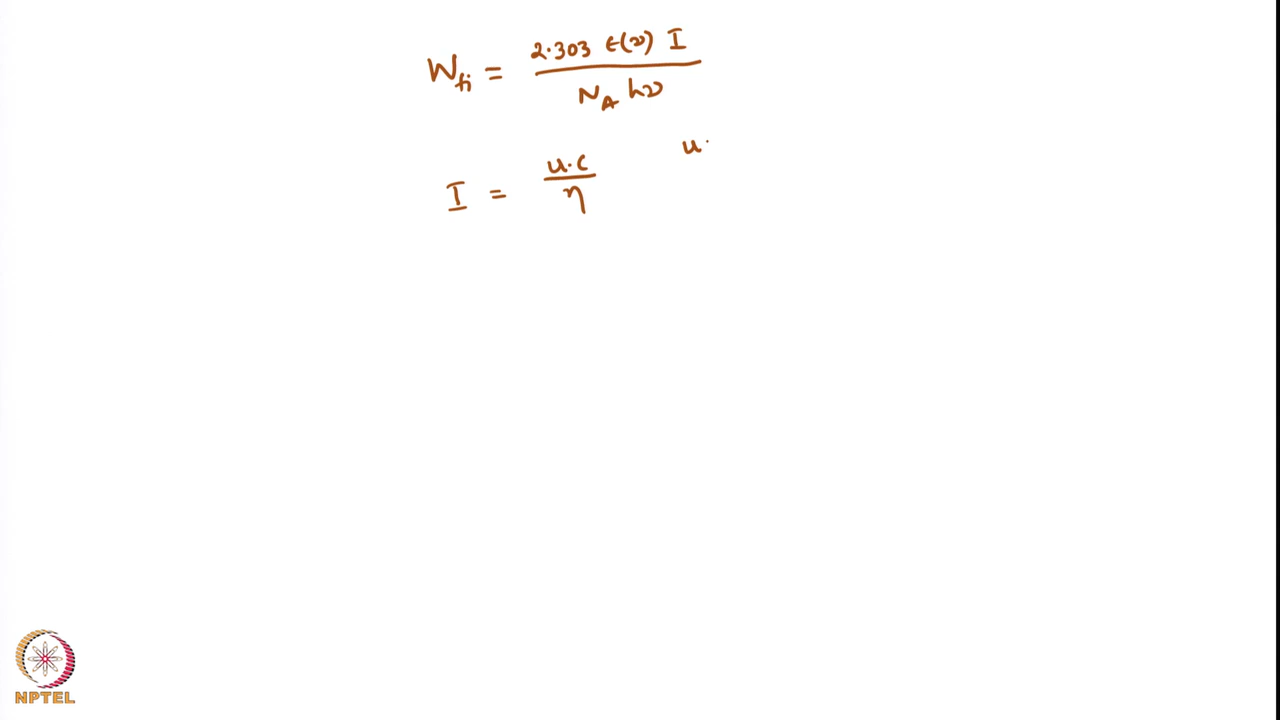 W_fi = 2.303 ε(ν) I / N_A hν
u.
I = u.c / η
NPTEL